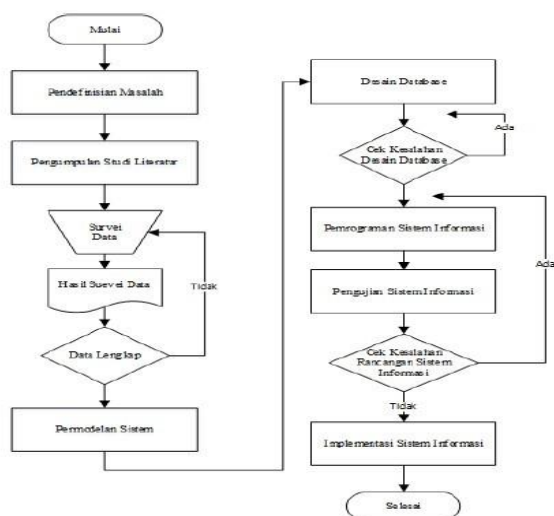 Mulai
Pendefinisian Masalah
Pengumpulan Studi Literatur
Survei
Data
Hasil Suevei Data
Tidak
Data Lengkap
Permodelan Sistem
Desain Database
Ada
Cek Kesalahan
Desain Database
Pemrograman Sistem Informasi
Ada
Pengujian Sistem Informasi
Cek Kesalahan
Rancangan Sistem
Informasi
Tidak
Implementasi Sistem Informasi
Selesai